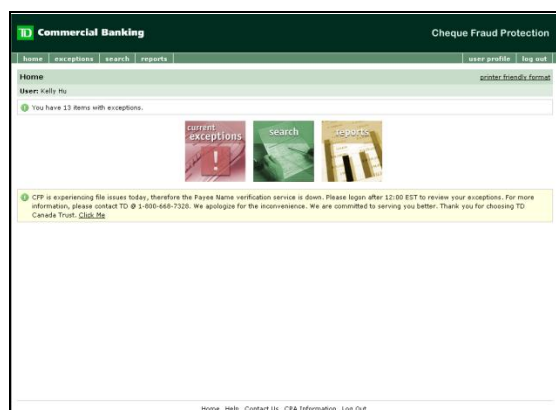 TD Commercial Banking
Cheque Fraud Protection
home exceptions search reports user profile log out
Home printer friendly format
User: Kelly Hu
You have 13 items with exceptions.
current exceptions search reports
CFP is experiencing file issues today, therefore the Payee Name verification service is down. Please logon after 12:00 EST to review your exceptions. For more
information, please contact TD @ 1-800-668-7328. We apologize for the inconvenience. We are committed to serving you better. Thank you for choosing TD
Canada Trust. Click Me
Home Help Contact Us CPA Information Log Out